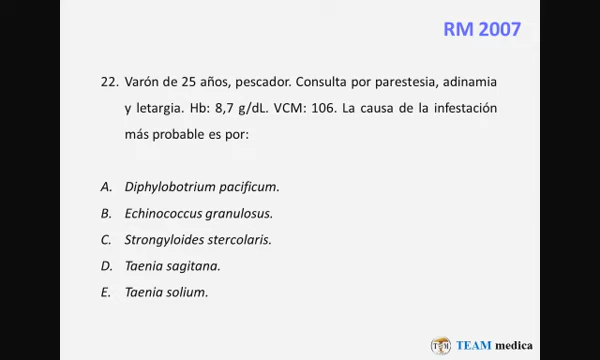 RM 2007
22. Varón de 25 años, pescador. Consulta por parestesia, adinamia
y letargia. Hb: 8,7 g/dL. VCM: 106. La causa de la infestación
más probable es por:
A. Diphylobotrium pacificum.
B. Echinococcus granulosus.
C. Strongyloides stercolaris.
D. Taenia sagitana.
E. Taenia solium.
TEAM medica